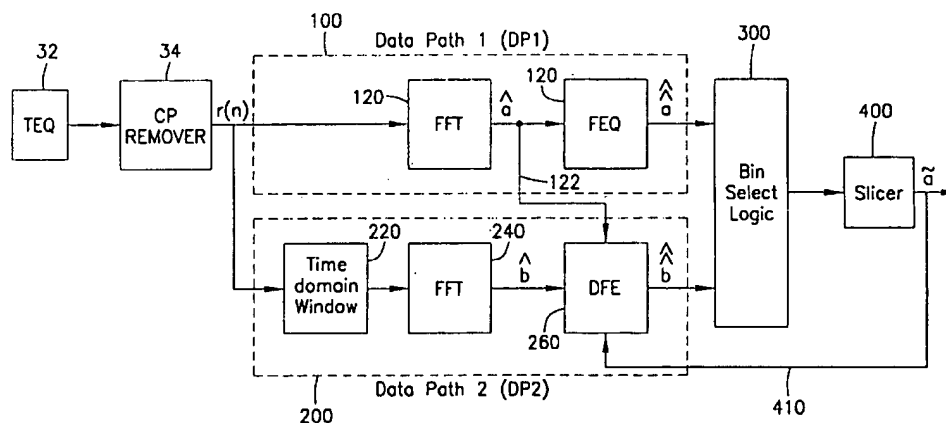 32
TEQ
34
CP
REMOVER
r(n)
100
Data Path 1 (DP1)
120
FFT
â
120
FEQ
â̂
122
200
Data Path 2 (DP2)
220
Time
domain
Window
240
FFT
b̂
260
DFE
b̂̂
300
Bin
Select
Logic
400
Slicer
ã
410